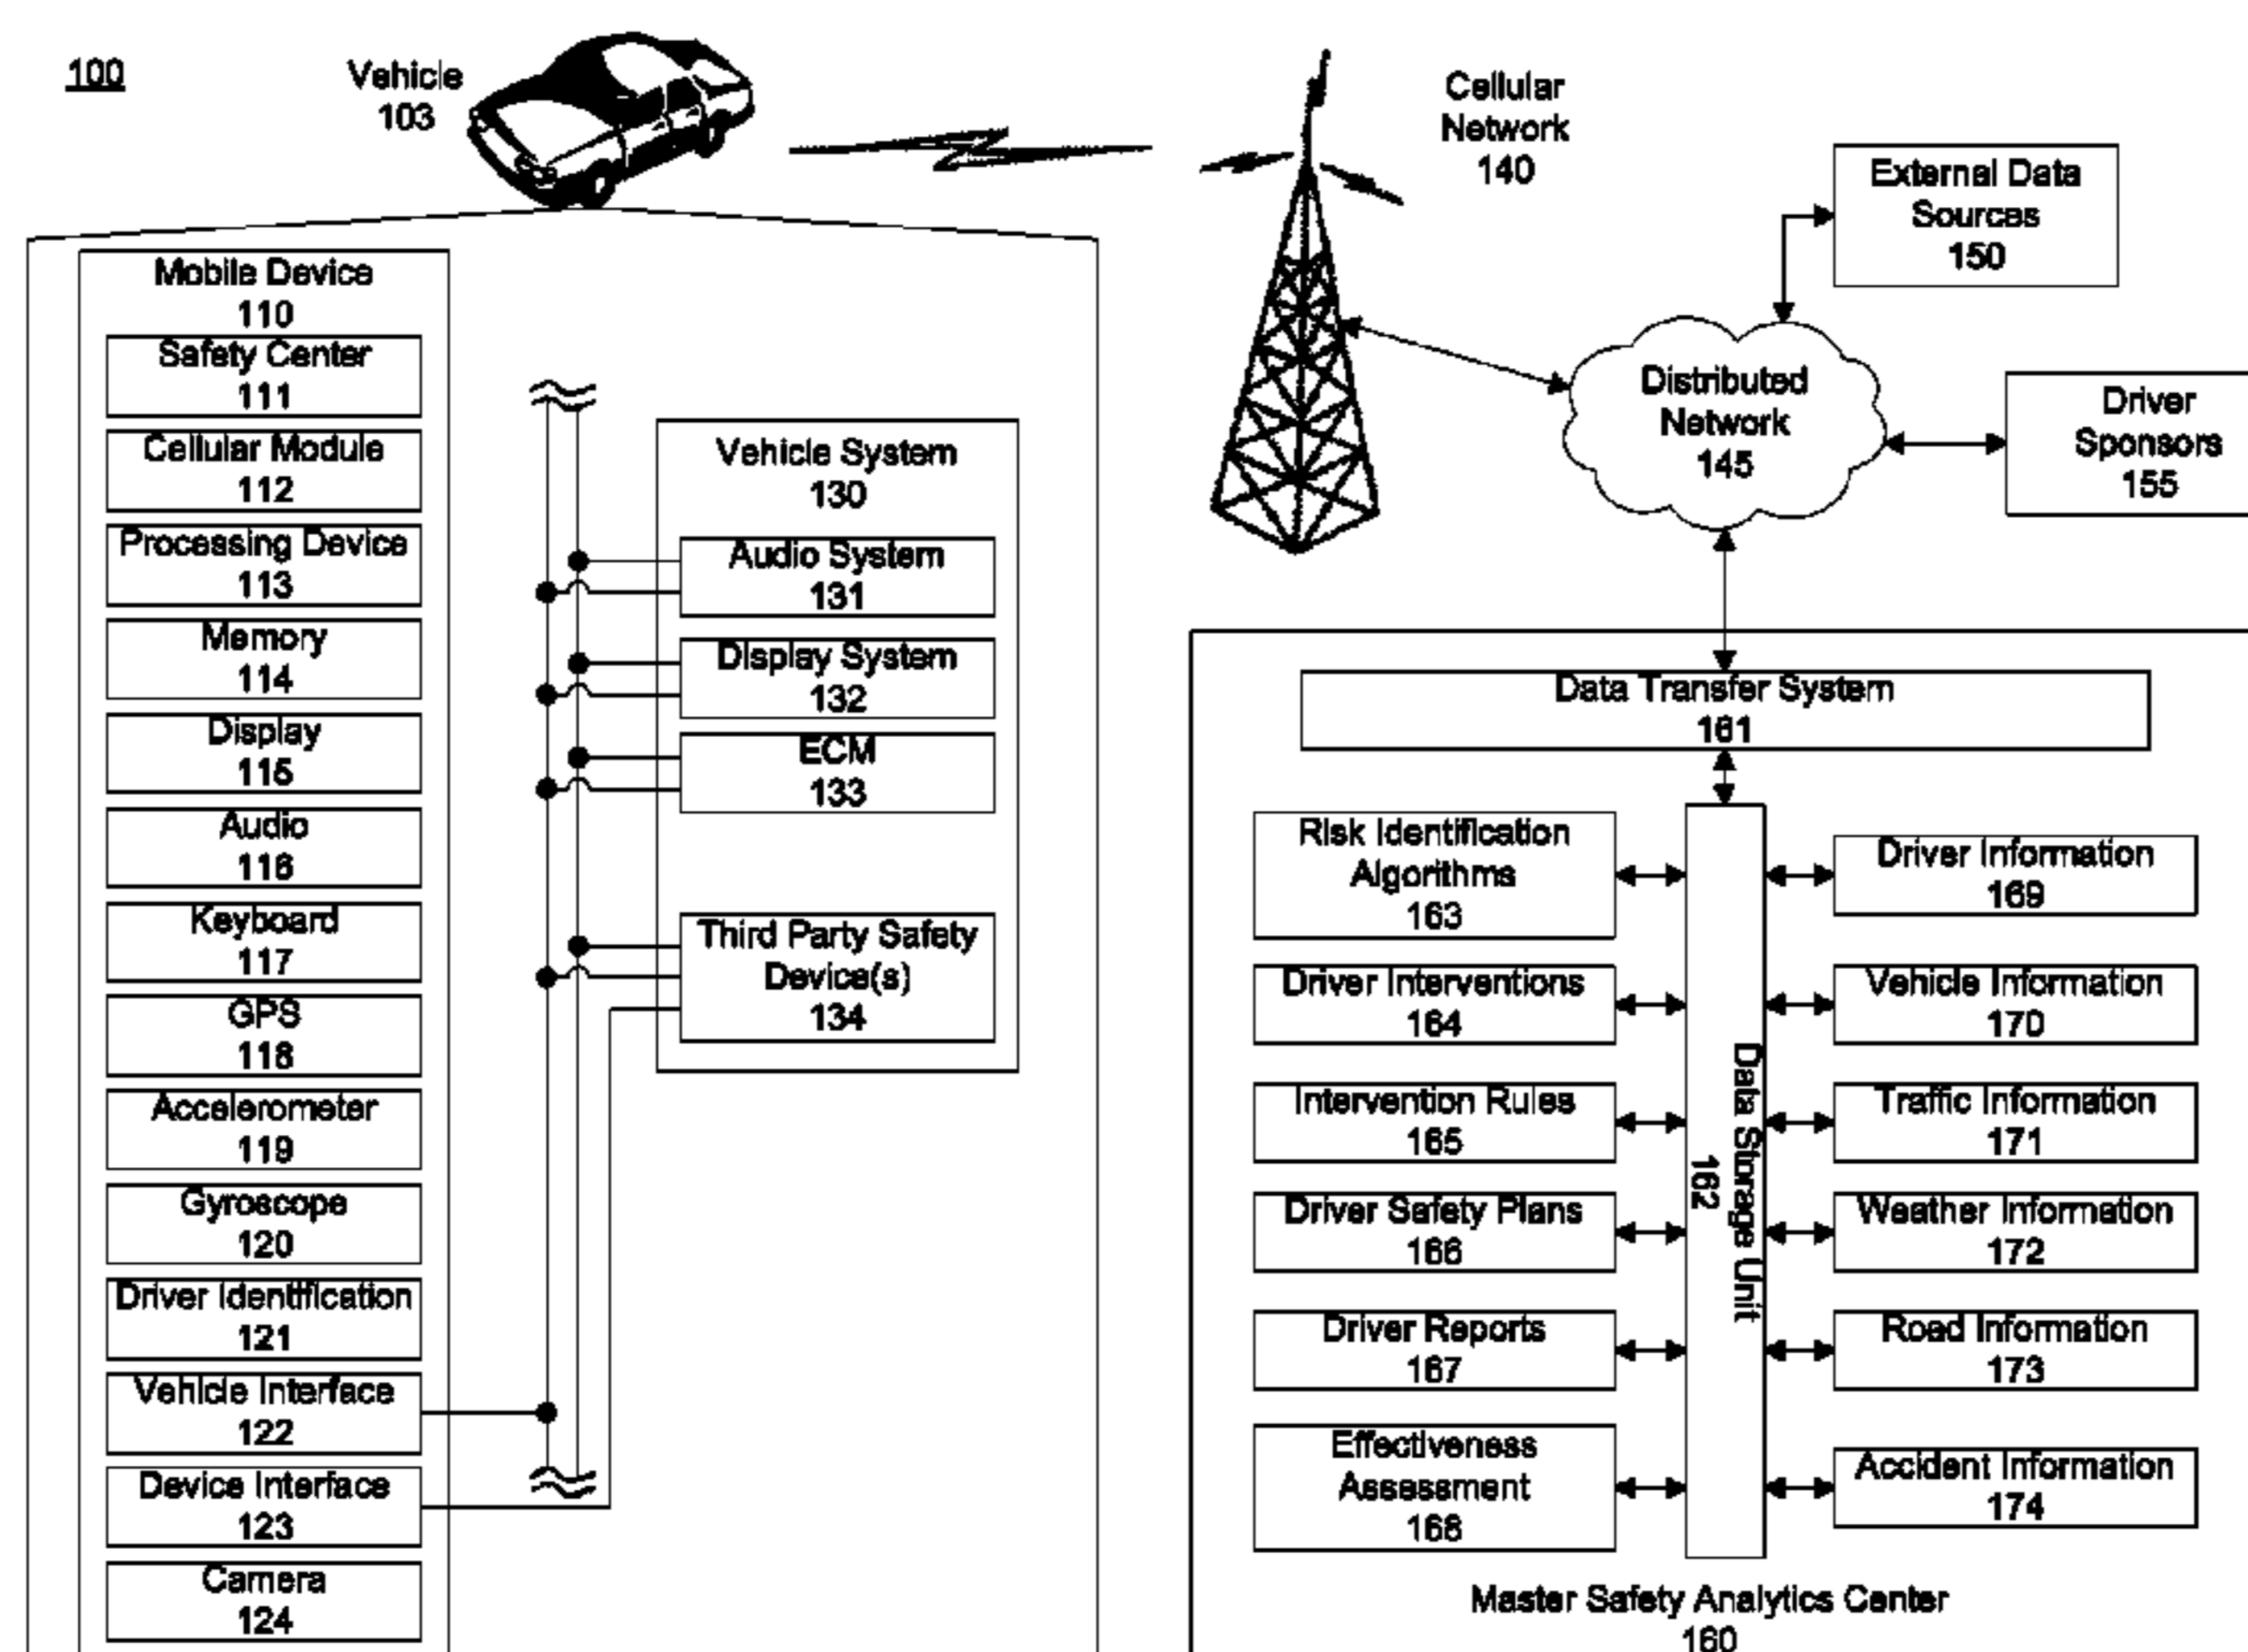 100
Vehicle
103
Mobile Device
110
Safety Center
111
Cellular Module
112
Processing Device
113
Memory
114
Display
115
Audio
116
Keyboard
117
GPS
118
Accelerometer
119
Gyroscope
120
Driver Identification
121
Vehicle Interface
122
Device Interface
123
Camera
124
Vehicle System
130
Audio System
131
Display System
132
ECM
133
Third Party Safety
Device(s)
134
Cellular
Network
140
External Data
Sources
150
Distributed
Network
145
Driver
Sponsors
155
Data Transfer System
161
Risk Identification
Algorithms
163
Driver Interventions
164
Intervention Rules
165
Driver Safety Plans
166
Driver Reports
167
Effectiveness
Assessment
168
Data Storage Unit
162
Driver Information
169
Vehicle Information
170
Traffic Information
171
Weather Information
172
Road Information
173
Accident Information
174
Master Safety Analytics Center
160